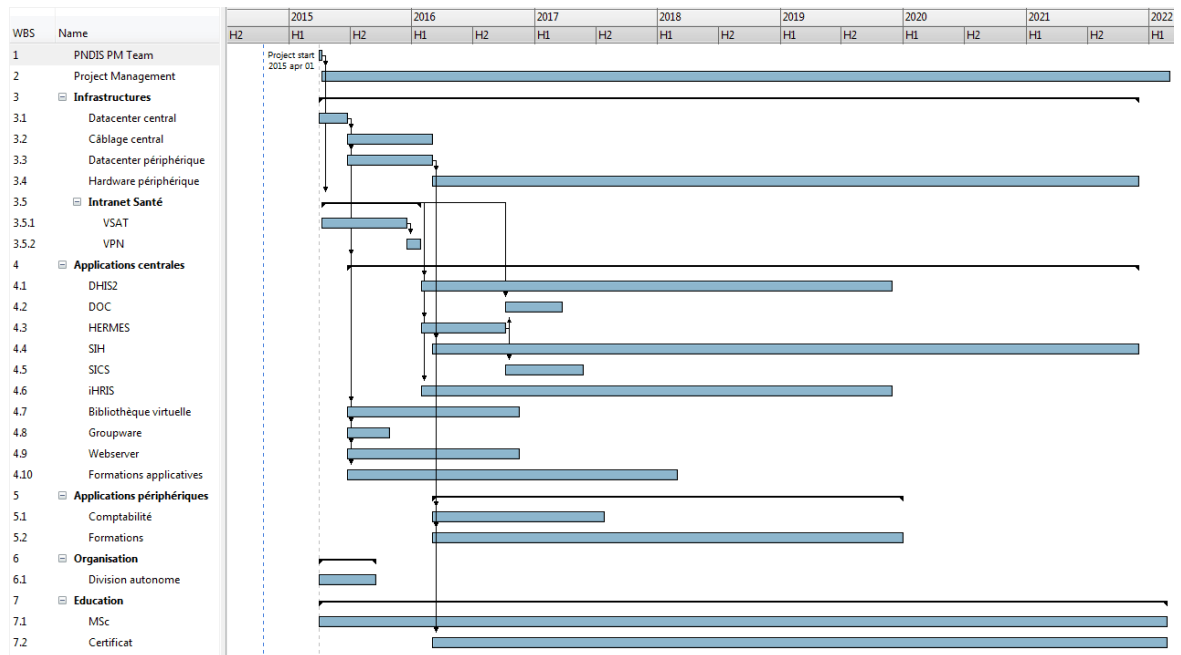 2015 2016 2017 2018 2019 2020 2021 2022
WBS Name H2 H1 H2 H1 H2 H1 H2 H1 H2 H1 H2 H1 H2 H1 H2 H1
1 PNDIS PM Team Project start
2015 apr 01
2 Project Management
3 Infrastructures
3.1 Datacenter central
3.2 Câblage central
3.3 Datacenter périphérique
3.4 Hardware périphérique
3.5 Intranet Santé
3.5.1 VSAT
3.5.2 VPN
4 Applications centrales
4.1 DHIS2
4.2 DOC
4.3 HERMES
4.4 SIH
4.5 SICS
4.6 iHRIS
4.7 Bibliothèque virtuelle
4.8 Groupware
4.9 Webserver
4.10 Formations applicatives
5 Applications périphériques
5.1 Comptabilité
5.2 Formations
6 Organisation
6.1 Division autonome
7 Education
7.1 MSc
7.2 Certificat